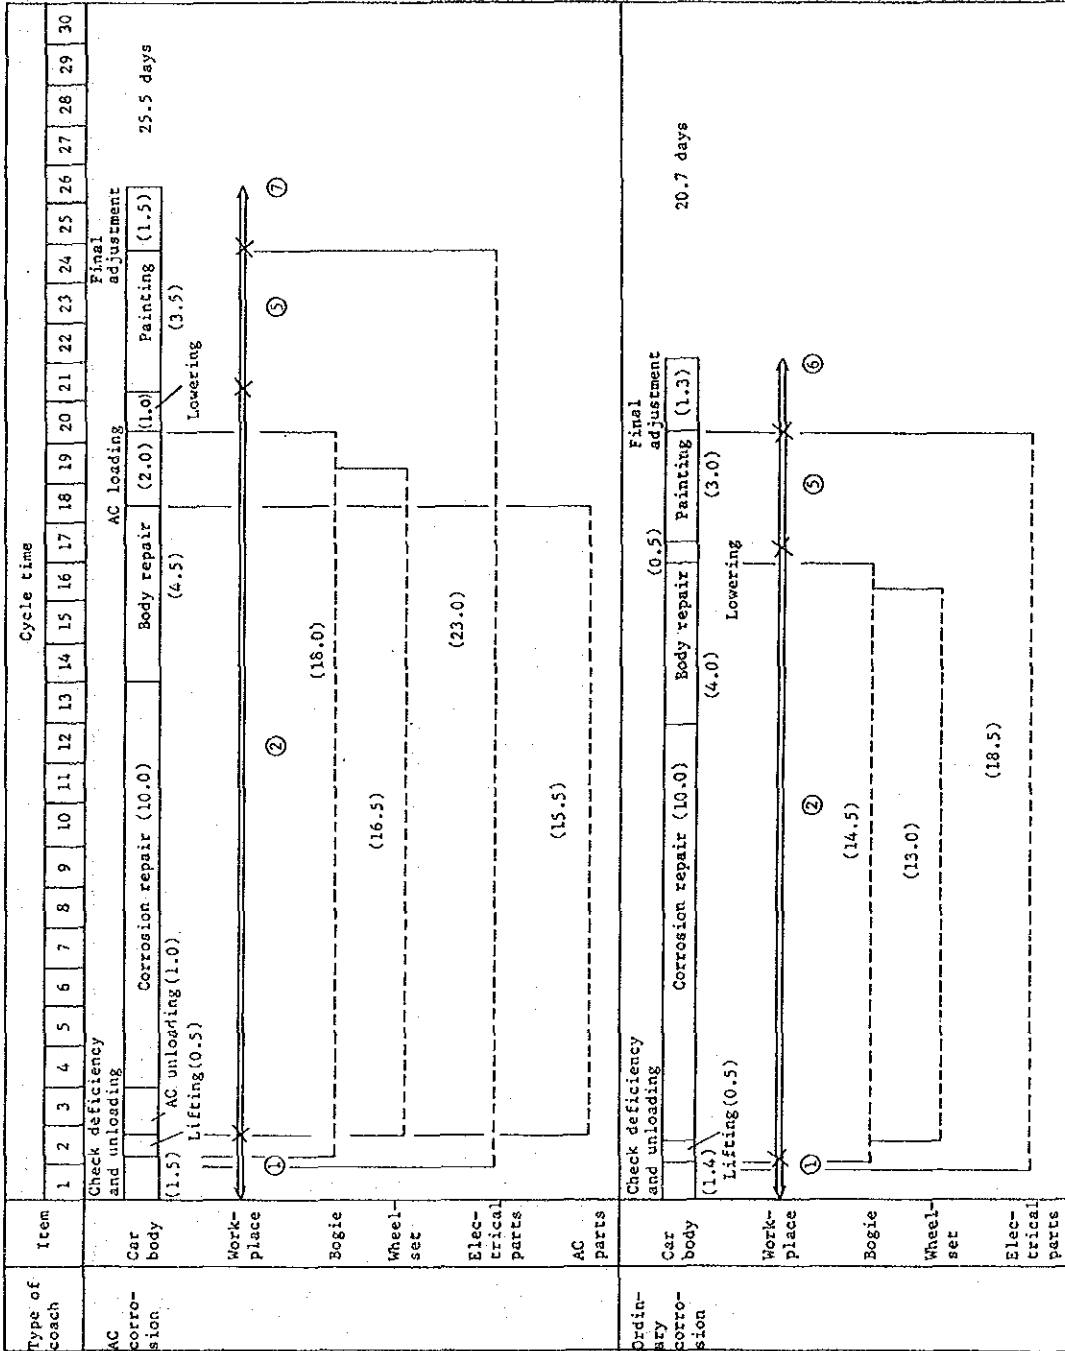 Type of coach
Item
Cycle time
1 2 3 4 5 6 7 8 9 10 11 12 13 14 15 16 17 18 19 20 21 22 23 24 25 26 27 28 29 30
AC corro-
sion
Car
body
Check deficiency
and unloading
AC loading
Final
adjustment
Corrosion repair (10.0)
Body repair
(2.0)
(1.0)
Painting
(1.5)
25.5 days
(1.5)
Lifting(0.5)
AC unloading(1.0)
(4.5)
Lowering
(3.5)
Work-
place
①
②
⑤
⑦
Bogie
(18.0)
Wheel-
set
(16.5)
Elec-
trical
parts
(23.0)
AC
parts
(15.5)
Ordin-
ary
corro-
sion
Car
body
Check deficiency
and unloading
(0.5)
Final
adjustment
Corrosion repair (10.0)
Body repair
Painting
(1.3)
20.7 days
(1.4)
Lifting(0.5)
(4.0)
Lowering
(3.0)
Work-
place
①
②
⑤
⑥
Bogie
(14.5)
Wheel-
set
(13.0)
Elec-
trical
parts
(18.5)